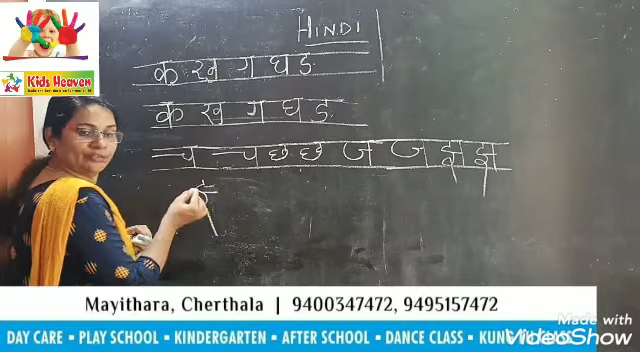 HINDI
क ख ग घ ङ
क ख ग घ ङ
च च छ छ ज ज झ झ
Kids Heaven
Mayithara, Cherthala | 9400347472, 9495157472
DAY CARE ▪ PLAY SCHOOL ▪ KINDERGARTEN ▪ AFTER SCHOOL ▪ DANCE CLASS ▪
Made with
VideoShow